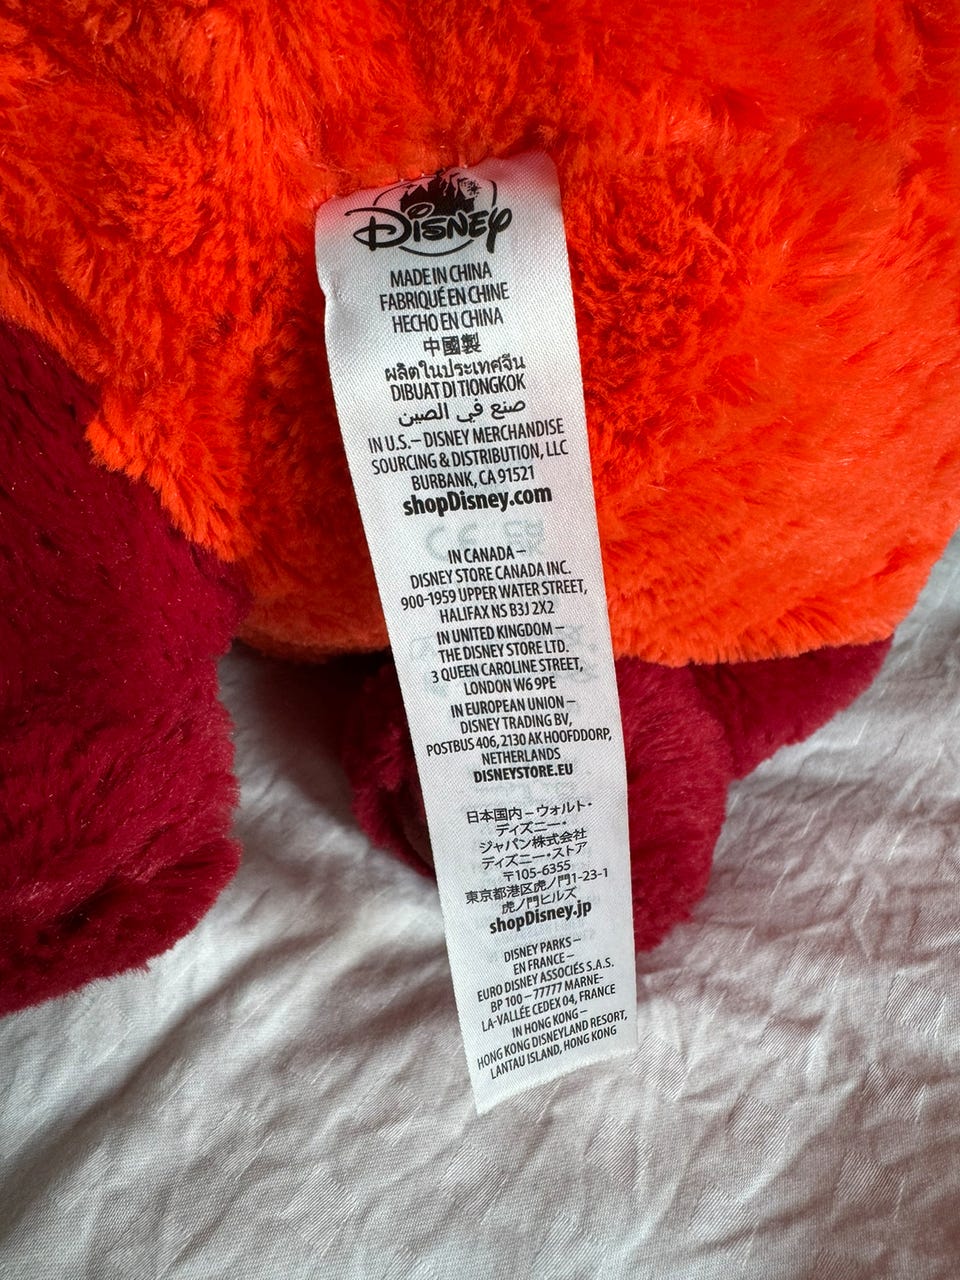 Disney
MADE IN CHINA
FABRIQUÉ EN CHINE
HECHO EN CHINA
中國製
ผลิตในประเทศจีน
DIBUAT DI TIONGKOK
صنع في الصين
IN U.S.– DISNEY MERCHANDISE
SOURCING & DISTRIBUTION, LLC
BURBANK, CA 91521
shopDisney.com
IN CANADA –
DISNEY STORE CANADA INC.
900-1959 UPPER WATER STREET,
HALIFAX NS B3J 2X2
IN UNITED KINGDOM –
THE DISNEY STORE LTD.
3 QUEEN CAROLINE STREET,
LONDON W6 9PE
IN EUROPEAN UNION –
DISNEY TRADING BV,
POSTBUS 406, 2130 AK HOOFDDORP,
NETHERLANDS
DISNEYSTORE.EU
日本国内 – ウォルト・
ディズニー・
ジャパン株式会社
ディズニー・ストア
〒105-6355
東京都港区虎ノ門1-23-1
虎ノ門ヒルズ
shopDisney.jp
DISNEY PARKS –
EN FRANCE –
EURO DISNEY ASSOCIÉS S.A.S.
BP 100 – 77777 MARNE-
LA-VALLÉE CEDEX 04, FRANCE
IN HONG KONG –
HONG KONG DISNEYLAND RESORT,
LANTAU ISLAND, HONG KONG